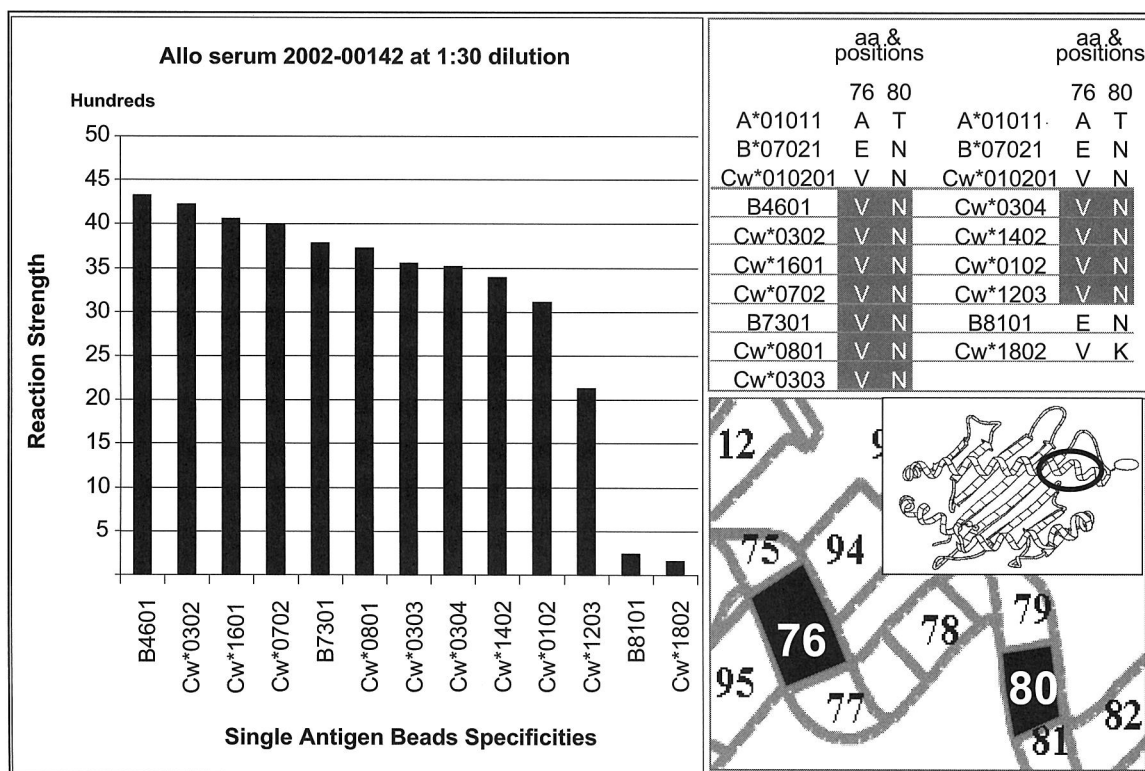 Allo serum 2002-00142 at 1:30 dilution
Hundreds
Reaction Strength
50
45
40
35
30
25
20
15
10
5
B4601
Cw*0302
Cw*1601
Cw*0702
B7301
Cw*0801
Cw*0303
Cw*0304
Cw*1402
Cw*0102
Cw*1203
B8101
Cw*1802
Single Antigen Beads Specificities
aa & positions aa & positions
76 80 76 80
A*01011 A T A*01011 A T
B*07021 E N B*07021 E N
Cw*010201 V N Cw*010201 V N
B4601 V N Cw*0304 V N
Cw*0302 V N Cw*1402 V N
Cw*1601 V N Cw*0102 V N
Cw*0702 V N Cw*1203 V N
B7301 V N B8101 E N
Cw*0801 V N Cw*1802 V K
Cw*0303 V N
12
75
94
76
95
77
78
79
80
81
82